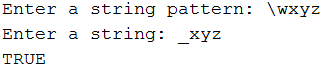 Enter a string pattern: \wxyz
Enter a string: _xyz
TRUE